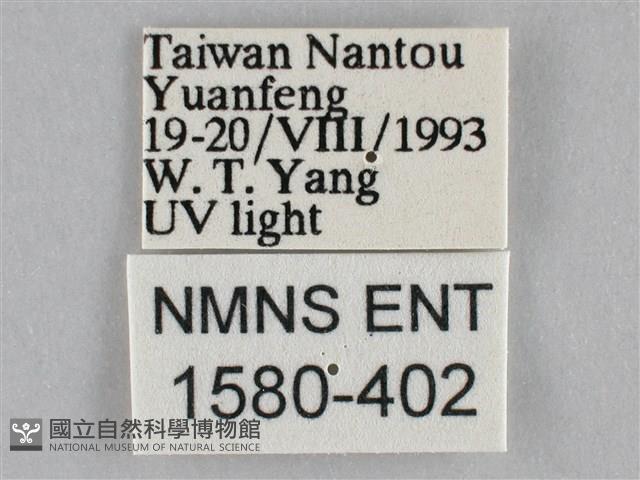 Taiwan Nantou
Yuanfeng
19-20/VIII/1993
W. T. Yang
UV light
NMNS ENT
1580-402
國立自然科學博物館
NATIONAL MUSEUM OF NATURAL SCIENCE